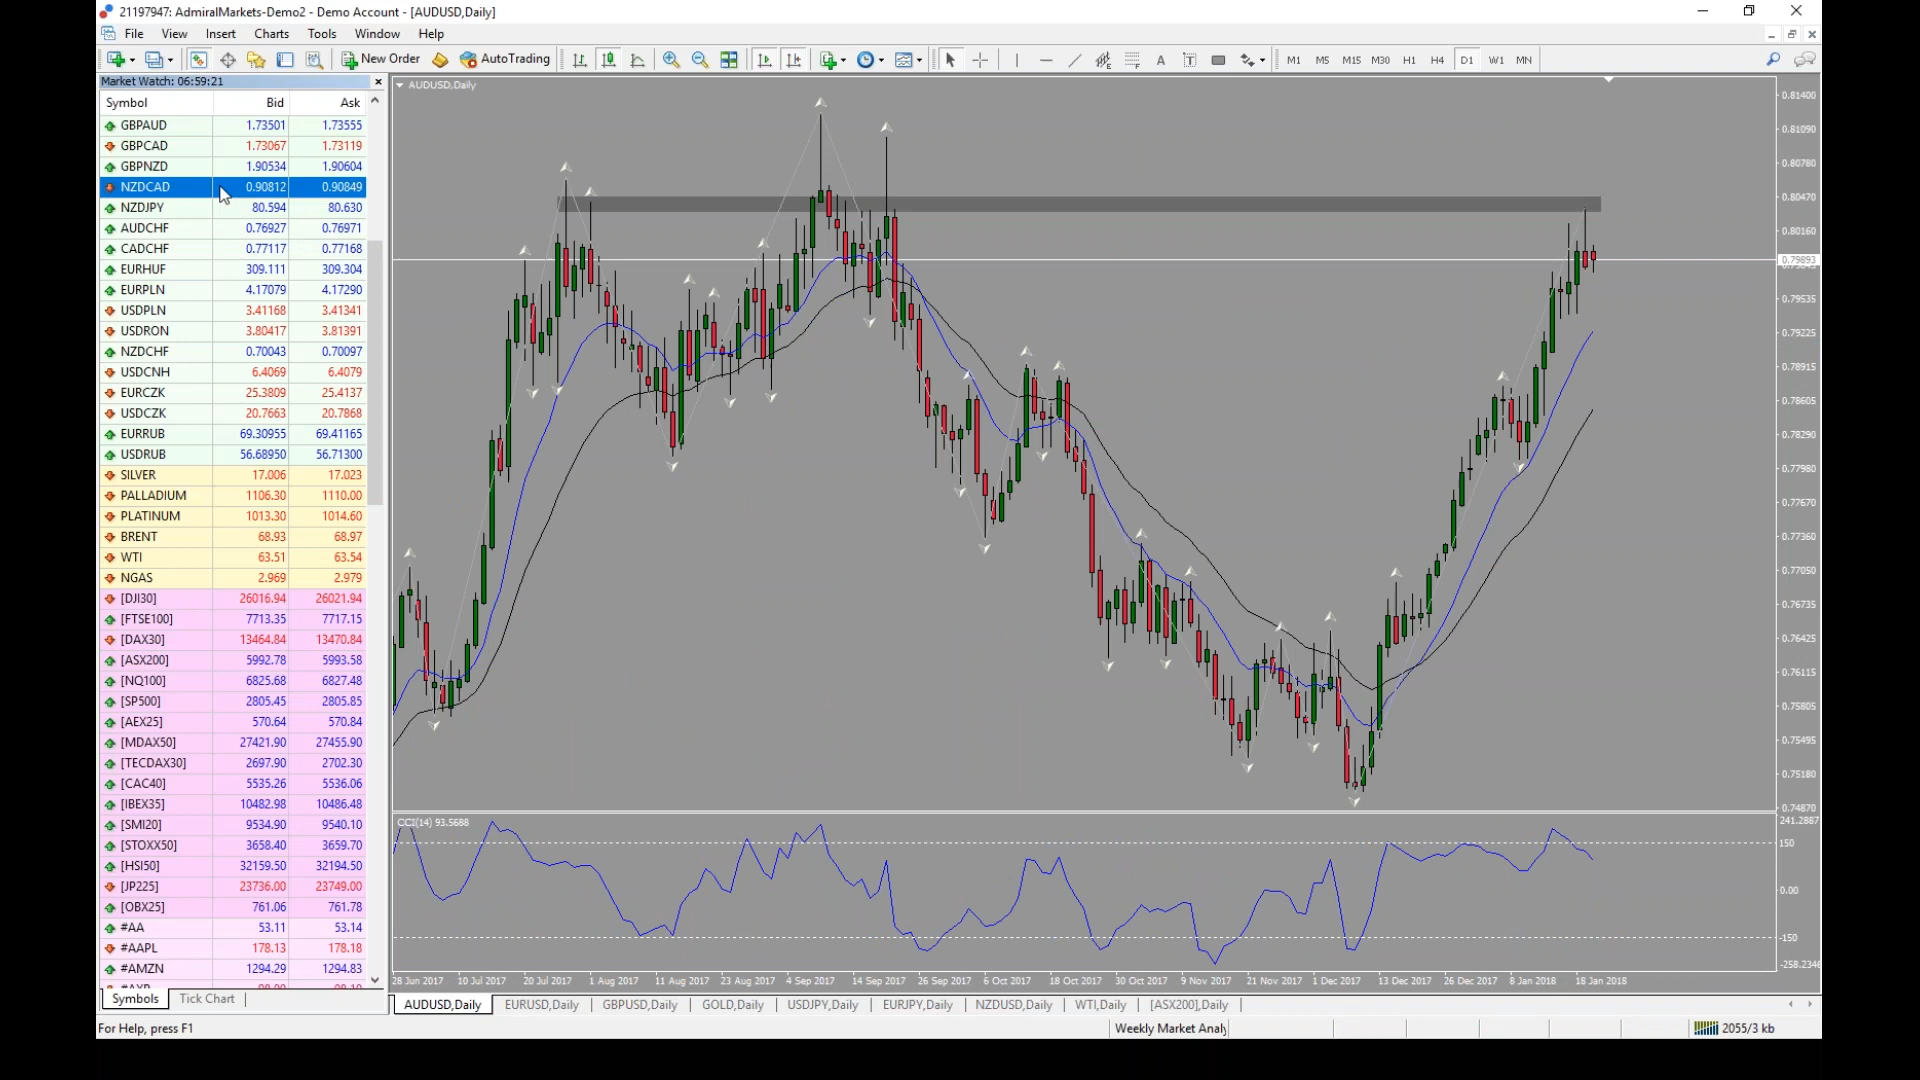 21197947: AdmiralMarkets-Demo2 - Demo Account - [AUDUSD,Daily]
File View Insert Charts Tools Window Help
New Order AutoTrading A T M1 M5 M15 M30 H1 H4 D1 W1 MN
Market Watch: 06:59:21
Symbol Bid Ask
GBPAUD 1.73501 1.73555
GBPCAD 1.73067 1.73119
GBPNZD 1.90534 1.90604
NZDCAD 0.90812 0.90849
NZDJPY 80.594 80.630
AUDCHF 0.76927 0.76971
CADCHF 0.77117 0.77168
EURHUF 309.111 309.304
EURPLN 4.17079 4.17290
USDPLN 3.41168 3.41341
USDRON 3.80417 3.81391
NZDCHF 0.70043 0.70097
USDCNH 6.4069 6.4079
EURCZK 25.3809 25.4137
USDCZK 20.7663 20.7868
EURRUB 69.30955 69.41165
USDRUB 56.68950 56.71300
SILVER 17.006 17.023
PALLADIUM 1106.30 1110.00
PLATINUM 1013.30 1014.60
BRENT 68.93 68.97
WTI 63.51 63.54
NGAS 2.969 2.979
[DJI30] 26016.94 26021.94
[FTSE100] 7713.35 7717.15
[DAX30] 13464.84 13470.84
[ASX200] 5992.78 5993.58
[NQ100] 6825.68 6827.48
[SP500] 2805.45 2805.85
[AEX25] 570.64 570.84
[MDAX50] 27421.90 27455.90
[TECDAX30] 2697.90 2702.30
[CAC40] 5535.26 5536.06
[IBEX35] 10482.98 10486.48
[SMI20] 9534.90 9540.10
[STOXX50] 3658.40 3659.70
[HSI50] 32159.50 32194.50
[JP225] 23736.00 23749.00
[OBX25] 761.06 761.78
#AA 53.11 53.14
#AAPL 178.13 178.18
#AMZN 1294.29 1294.83
Symbols Tick Chart
AUDUSD,Daily
0.81400
0.81090
0.80780
0.80470
0.80160
0.79893
0.79535
0.79225
0.78915
0.78605
0.78290
0.77980
0.77670
0.77360
0.77050
0.76735
0.76425
0.76115
0.75805
0.75495
0.75180
0.74870
CCI(14) 93.5688
241.2887
150
0.00
-150
-258.2346
28 Jun 2017 10 Jul 2017 20 Jul 2017 1 Aug 2017 11 Aug 2017 23 Aug 2017 4 Sep 2017 14 Sep 2017 26 Sep 2017 6 Oct 2017 18 Oct 2017 30 Oct 2017 9 Nov 2017 21 Nov 2017 1 Dec 2017 13 Dec 2017 26 Dec 2017 8 Jan 2018 18 Jan 2018
AUDUSD,Daily EURUSD,Daily GBPUSD,Daily GOLD,Daily USDJPY,Daily EURJPY,Daily NZDUSD,Daily WTI,Daily [ASX200],Daily
For Help, press F1 Weekly Market Analy 2055/3 kb